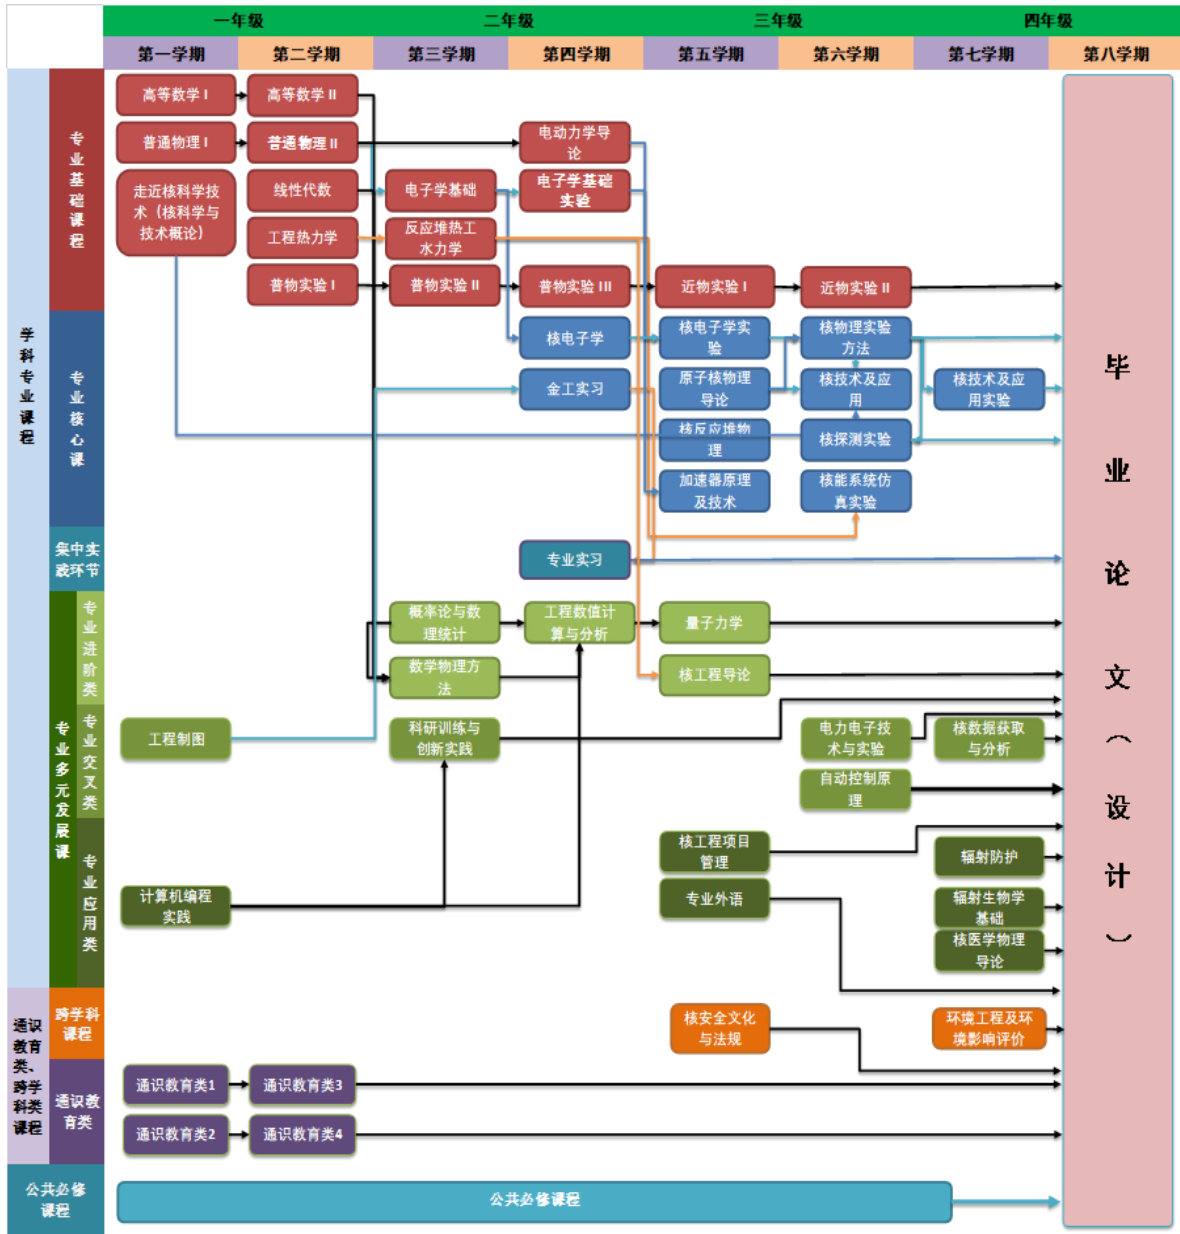 一年级 二年级 三年级 四年级
第一学期 第二学期 第三学期 第四学期 第五学期 第六学期 第七学期 第八学期
学科专业课程
专业基础课程
高等数学 I 高等数学 II
普通物理 I 普通物理 II
电动力学导
论
走近核科学技
术（核科学与
技术概论）
线性代数 电子学基础
电子学基础
实验
工程热力学
反应堆热工
水力学
普物实验 I 普物实验 II 普物实验 III 近物实验 I 近物实验 II
专业核心课
核电子学
核电子学实
验
核物理实验
方法
金工实习
原子核物理
导论
核技术及应
用
核技术及应
用实验
核反应堆物
理
核探测实验
加速器原理
及技术
核能系统仿
真实验
集中实
践环节
专业实习
专业多元发展课
专业进阶类
概率论与数
理统计
工程数值计
算与分析
量子力学
数学物理方
法
核工程导论
专业交叉类
工程制图
科研训练与
创新实践
电力电子技
术与实验
核数据获取
与分析
自动控制原
理
专业应用类
核工程项目
管理
辐射防护
计算机编程
实践
专业外语
辐射生物学
基础
核医学物理
导论
通识
教育
类、
跨学
科类
课程
跨学科
课程
核安全文化
与法规
环境工程及环
境影响评价
通识教
育类
通识教育类1 通识教育类3
通识教育类2 通识教育类4
公共必修
课程
公共必修课程
毕业论文（设计）